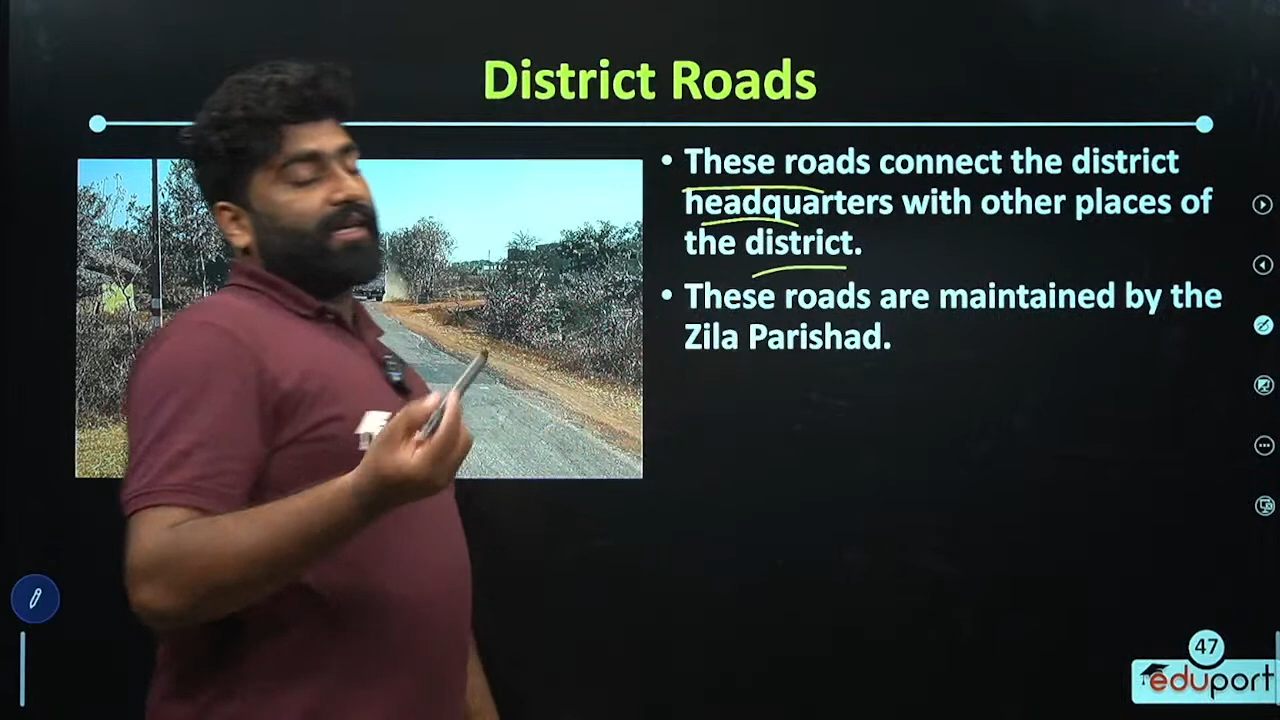 District Roads
• These roads connect the district
headquarters with other places of
the district.
• These roads are maintained by the
Zila Parishad.
47
eduport